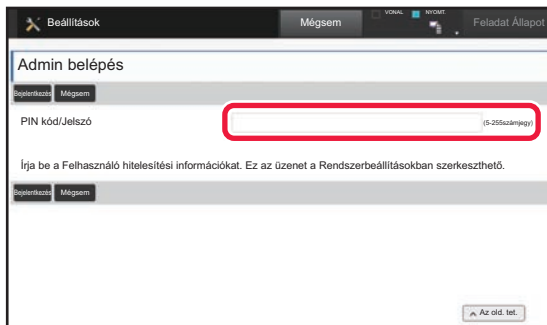 Beállítások
Mégsem
VONAL
NYOMT.
Feladat Állapot
Admin belépés
Bejelentkezés
Mégsem
PIN kód/Jelszó
(5-255számjegy)
Írja be a Felhasználó hitelesítési információkat. Ez az üzenet a Rendszerbeállításokban szerkeszthető.
Bejelentkezés
Mégsem
Az old. tet.